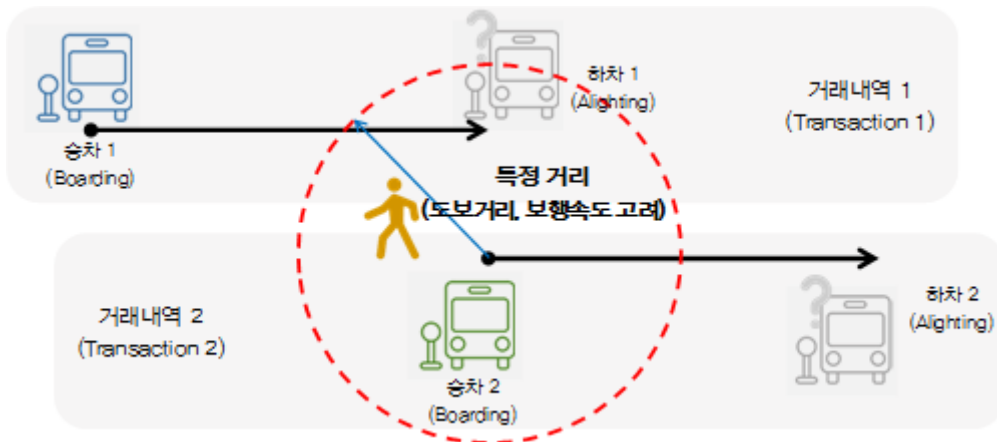 하차 1
(Alighting)
거래내역 1
(Transaction 1)
승차 1
(Boarding)
특정 거리
(도보거리, 보행속도 고려)
거래내역 2
(Transaction 2)
하차 2
(Alighting)
승차 2
(Boarding)